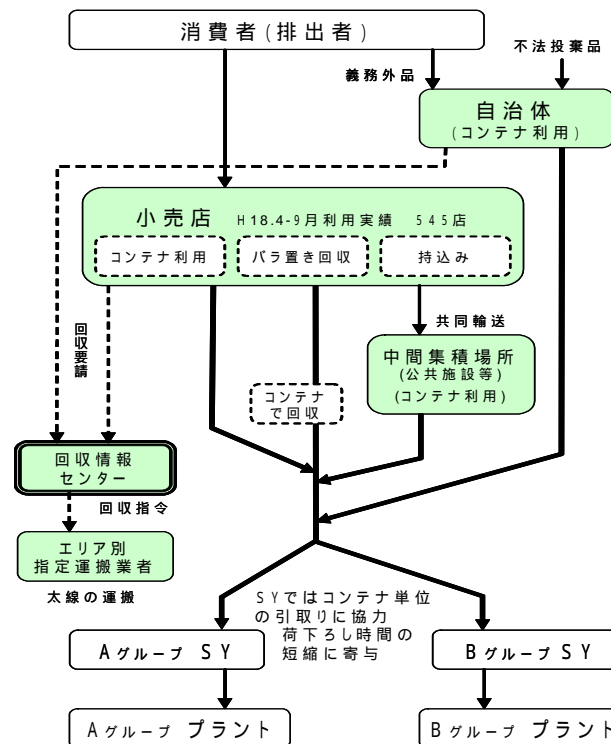 消費者(排出者)
不法投棄品
義務外品
自治体
(コンテナ利用)
小売店 H18.4-9月利用実績 545店
コンテナ利用
バラ置き回収
持込み
回収要請
共同輸送
中間集積場所
(公共施設等)
(コンテナ利用)
コンテナ
で回収
回収情報
センター
回収指令
エリア別
指定運搬業者
太線の運搬
SYではコンテナ単位
の引取りに協力
荷下ろし時間の
短縮に寄与
Aグループ SY
Bグループ SY
Aグループ プラント
Bグループ プラント